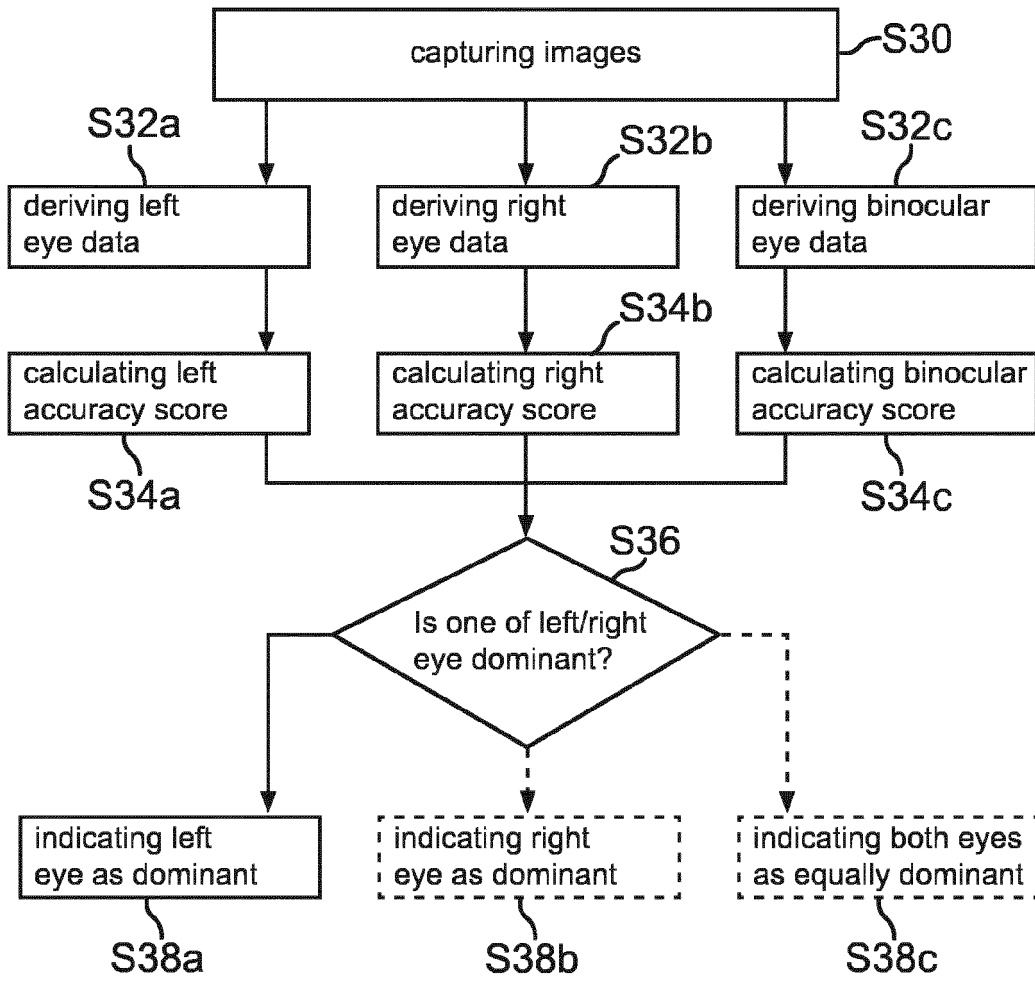 capturing images
S30
S32a
S32b
S32c
deriving left
eye data
deriving right
eye data
deriving binocular
eye data
S34b
calculating left
accuracy score
calculating right
accuracy score
calculating binocular
accuracy score
S34a
S34c
S36
Is one of left/right
eye dominant?
indicating left
eye as dominant
indicating right
eye as dominant
indicating both eyes
as equally dominant
S38a
S38b
S38c